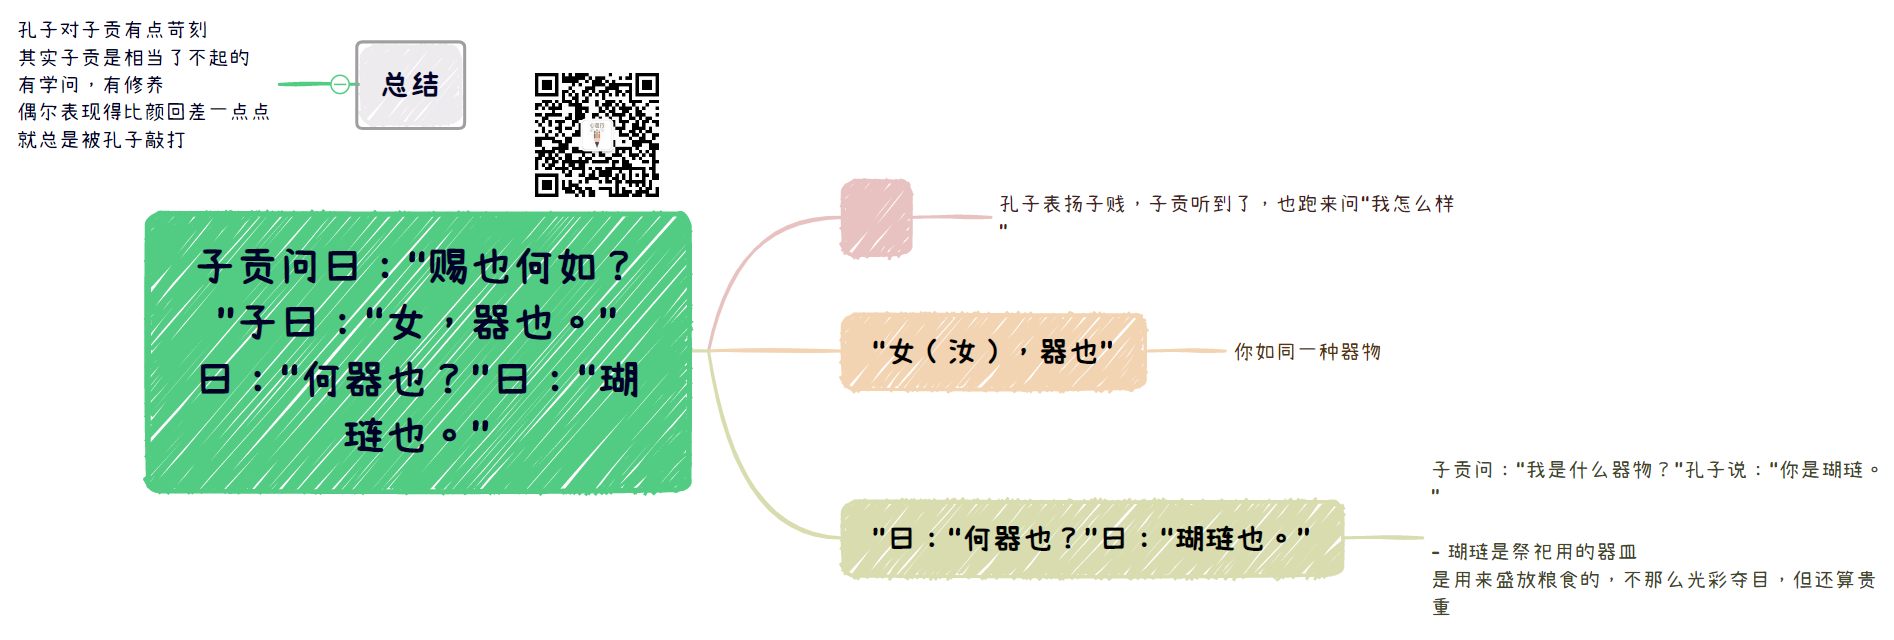 孔子对子贡有点苛刻
其实子贡是相当了不起的
有学问，有修养
偶尔表现得比颜回差一点点
就总是被孔子敲打
总结
子贡问曰："赐也何如？
"子曰："女，器也。"
曰："何器也？"曰："瑚
琏也。"
孔子表扬子贱，子贡听到了，也跑来问"我怎么样
"
"女（汝），器也"
你如同一种器物
"曰："何器也？"曰："瑚琏也。"
子贡问："我是什么器物？"孔子说："你是瑚琏。
"
- 瑚琏是祭祀用的器皿
是用来盛放粮食的，不那么光彩夺目，但还算贵
重